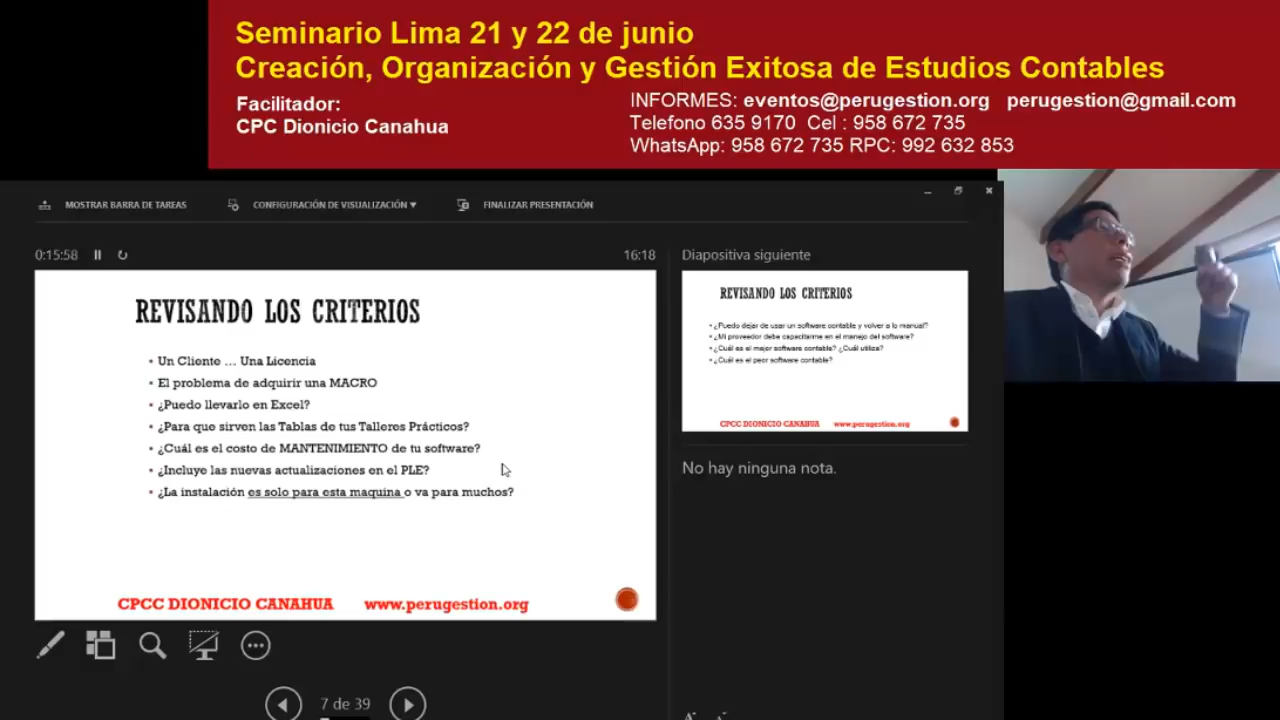 Seminario Lima 21 y 22 de junio
Creación, Organización y Gestión Exitosa de Estudios Contables
Facilitador:
CPC Dionicio Canahua
INFORMES: eventos@perugestion.org perugestion@gmail.com
Telefono 635 9170 Cel : 958 672 735
WhatsApp: 958 672 735 RPC: 992 632 853
MOSTRAR BARRA DE TAREAS
CONFIGURACIÓN DE VISUALIZACIÓN ▼
FINALIZAR PRESENTACIÓN
0:15:58
16:18
REVISANDO LOS CRITERIOS
• Un Cliente … Una Licencia
• El problema de adquirir una MACRO
• ¿Puedo llevarlo en Excel?
• ¿Para que sirven las Tablas de tus Talleres Prácticos?
• ¿Cuál es el costo de MANTENIMIENTO de tu software?
• ¿Incluye las nuevas actualizaciones en el PLE?
• ¿La instalación es solo para esta maquina o va para muchos?
CPCC DIONICIO CANAHUA www.perugestion.org
Diapositiva siguiente
REVISANDO LOS CRITERIOS
• ¿Puedo dejar de usar un software contable y volver a lo manual?
• ¿Mi proveedor debe capacitarme en el manejo del software?
• ¿Cuál es el mejor software contable? ¿Cuál utiliza?
• ¿Cuál es el peor software contable?
CPCC DIONICIO CANAHUA www.perugestion.org
No hay ninguna nota.
7 de 39